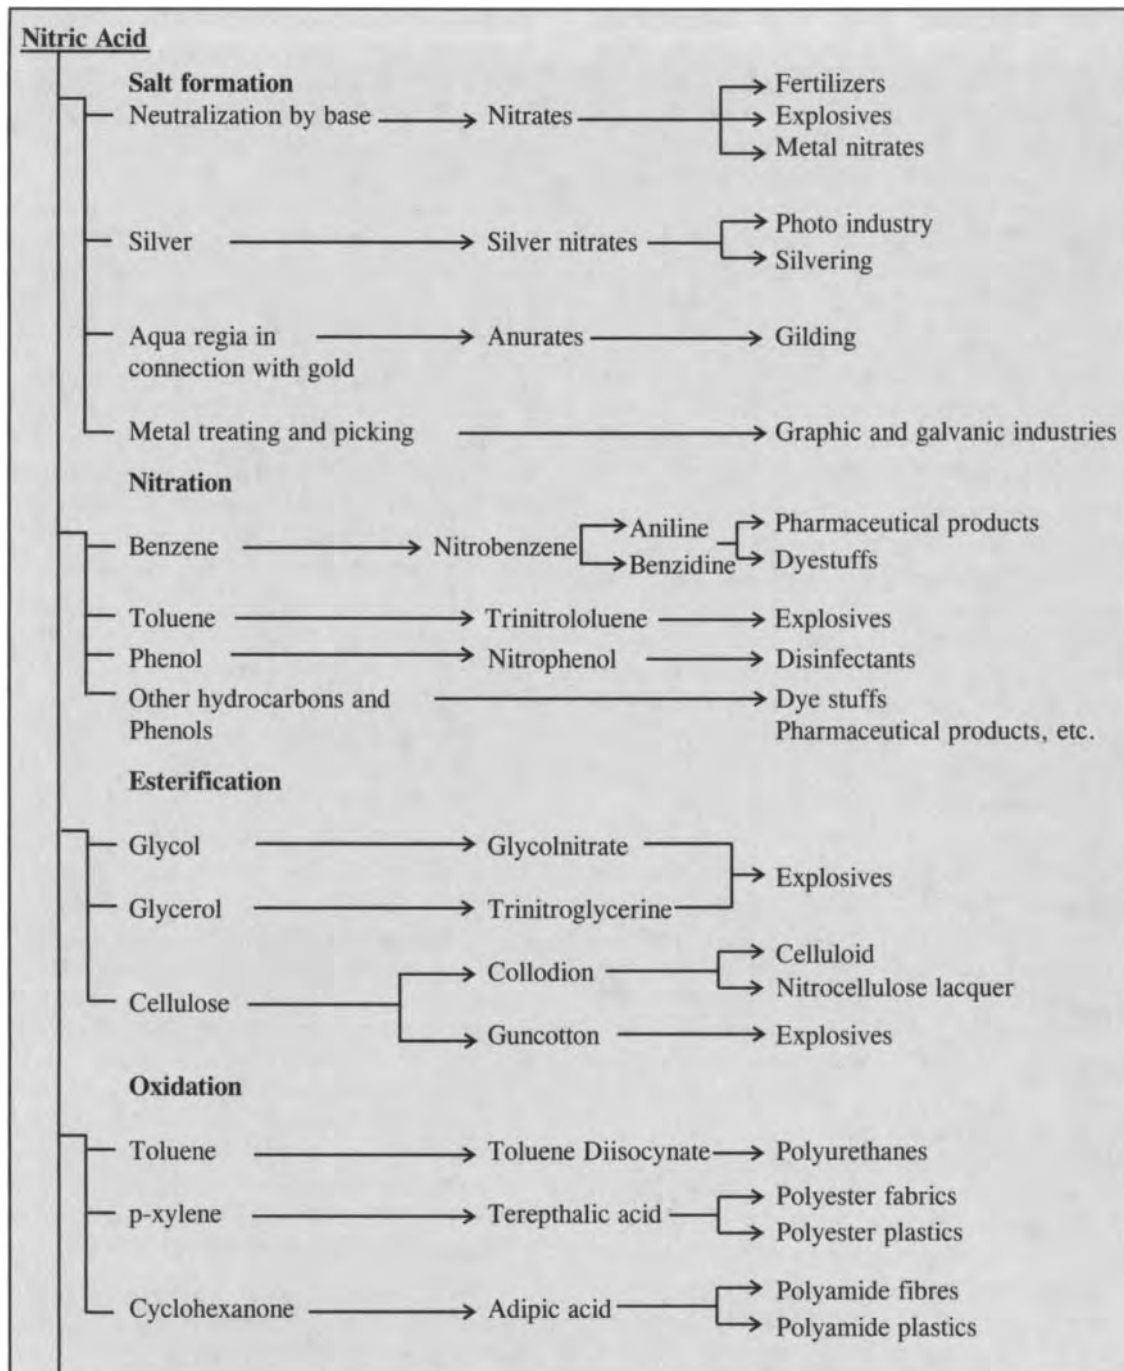 Nitric Acid
Salt formation
Neutralization by base
Nitrates
Fertilizers
Explosives
Metal nitrates
Silver
Silver nitrates
Photo industry
Silvering
Aqua regia in
connection with gold
Anurates
Gilding
Metal treating and picking
Graphic and galvanic industries
Nitration
Benzene
Nitrobenzene
Aniline
Benzidine
Pharmaceutical products
Dyestuffs
Toluene
Trinitrololuene
Explosives
Phenol
Nitrophenol
Disinfectants
Other hydrocarbons and
Phenols
Dye stuffs
Pharmaceutical products, etc.
Esterification
Glycol
Glycolnitrate
Glycerol
Trinitroglycerine
Explosives
Cellulose
Collodion
Celluloid
Nitrocellulose lacquer
Guncotton
Explosives
Oxidation
Toluene
Toluene Diisocynate
Polyurethanes
p-xylene
Terepthalic acid
Polyester fabrics
Polyester plastics
Cyclohexanone
Adipic acid
Polyamide fibres
Polyamide plastics